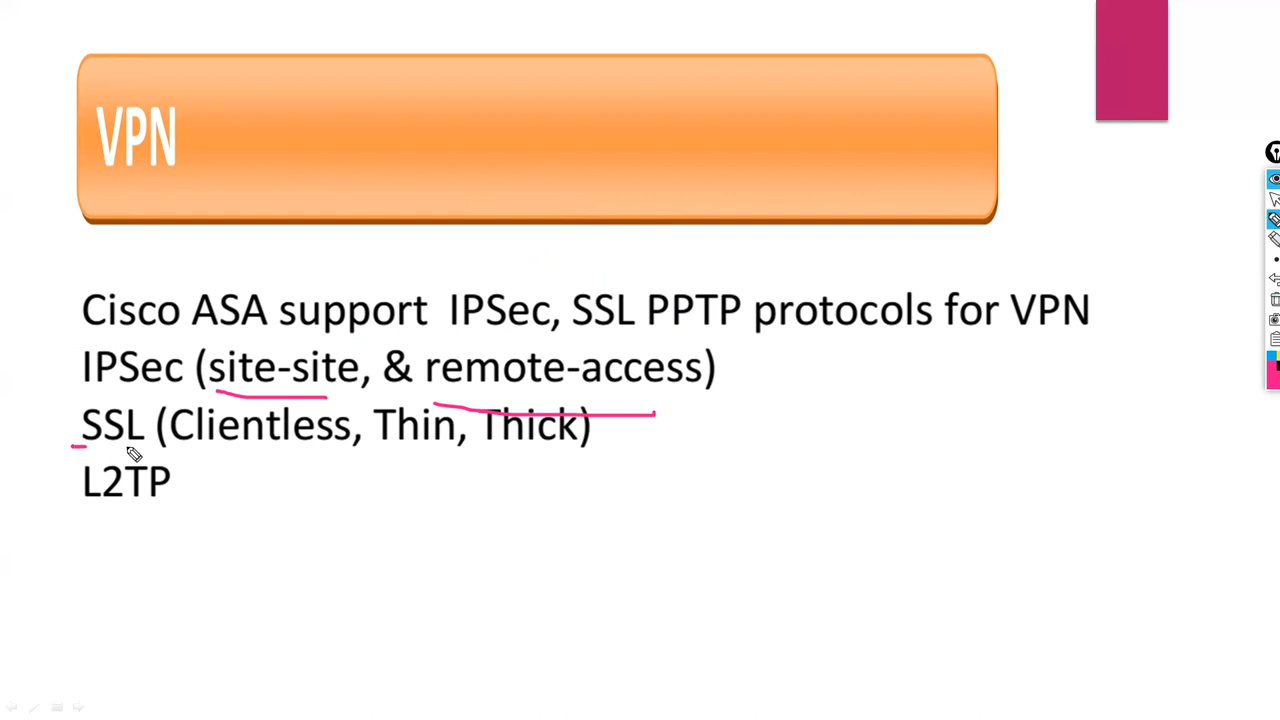 VPN
Cisco ASA support  IPSec, SSL PPTP protocols for VPN
IPSec (site-site, & remote-access)
SSL (Clientless, Thin, Thick)
L2TP